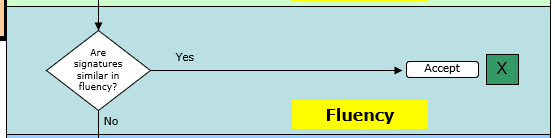 Are
signatures
similar in
fluency?
Yes
Accept
X
No
Fluency